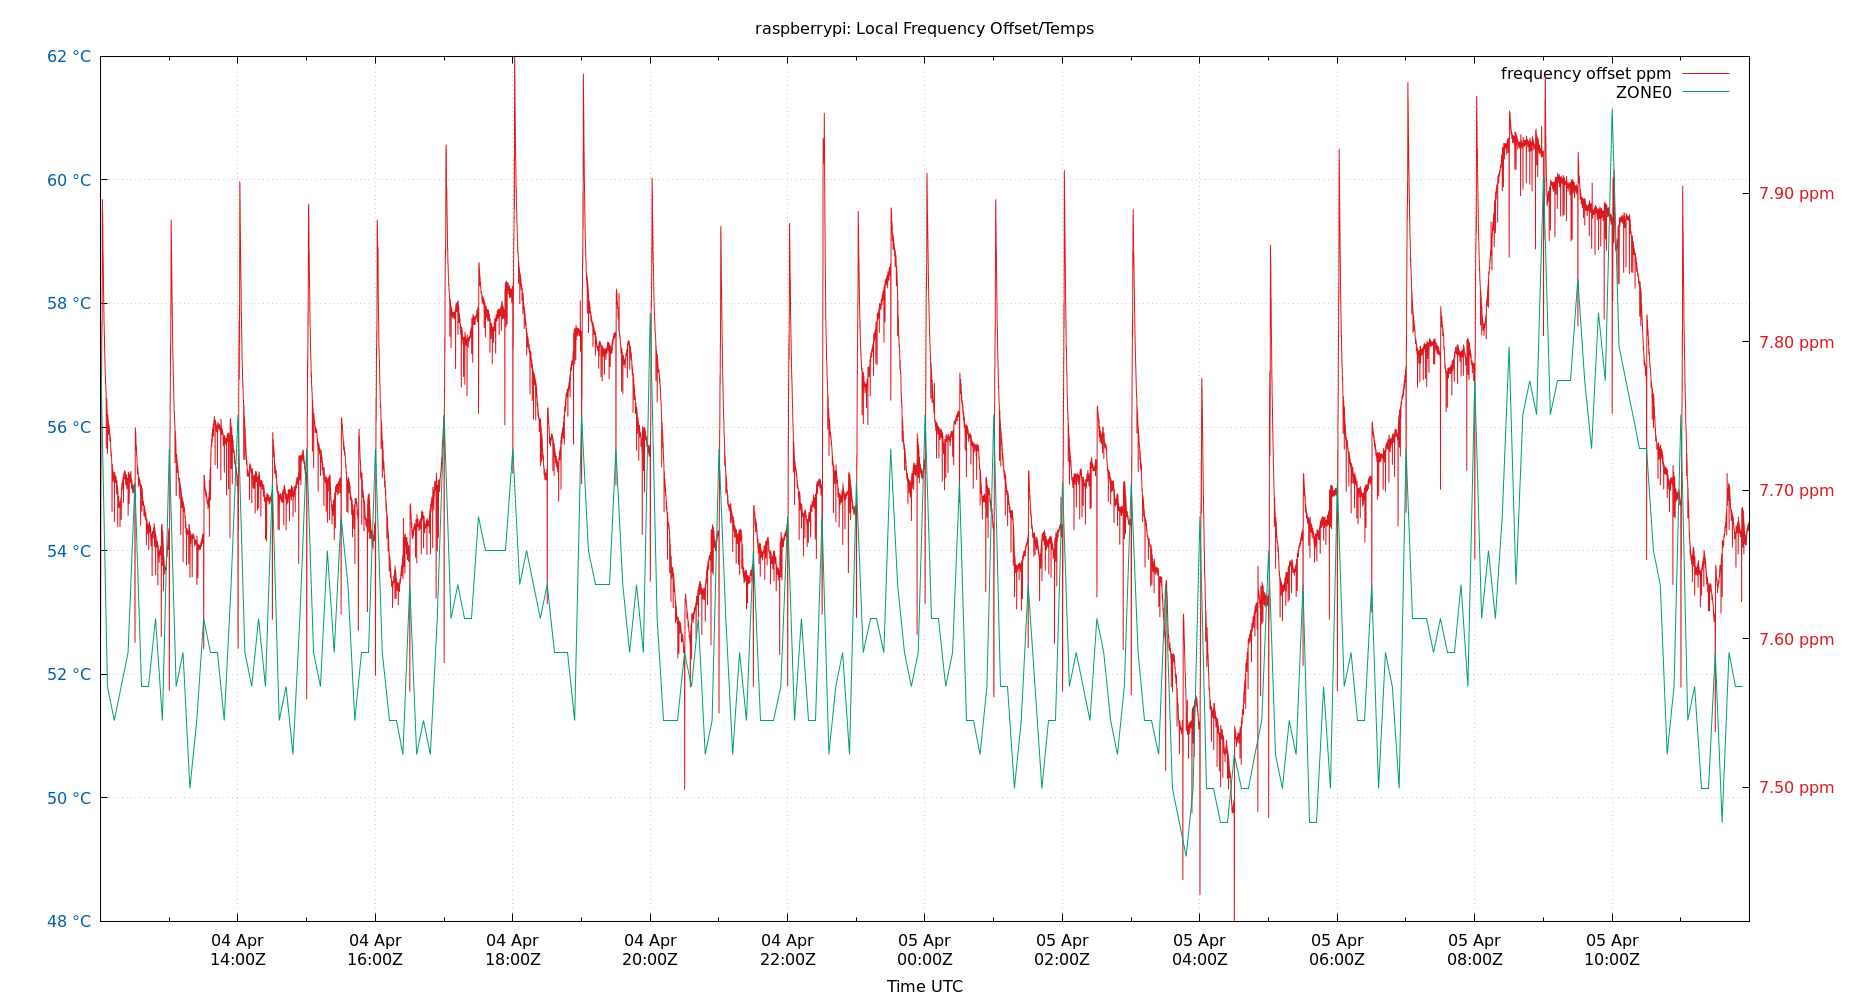 raspberrypi: Local Frequency Offset/Temps
frequency offset ppm
ZONE0
62 °C
60 °C
58 °C
56 °C
54 °C
52 °C
50 °C
48 °C
7.90 ppm
7.80 ppm
7.70 ppm
7.60 ppm
7.50 ppm
04 Apr
14:00Z
04 Apr
16:00Z
04 Apr
18:00Z
04 Apr
20:00Z
04 Apr
22:00Z
05 Apr
00:00Z
05 Apr
02:00Z
05 Apr
04:00Z
05 Apr
06:00Z
05 Apr
08:00Z
05 Apr
10:00Z
Time UTC